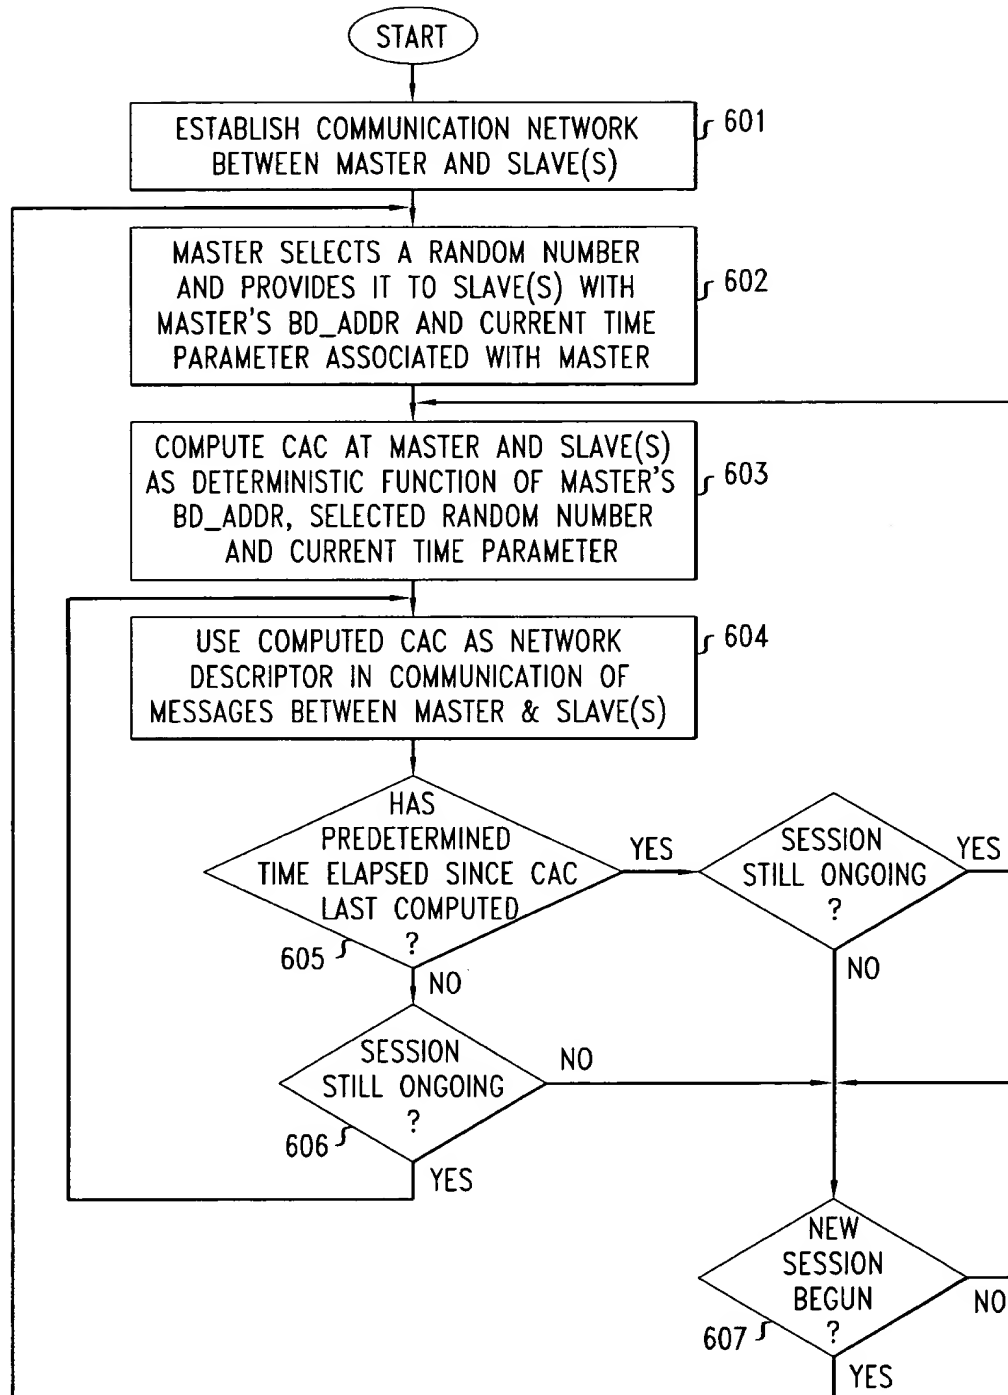 START
ESTABLISH COMMUNICATION NETWORK
BETWEEN MASTER AND SLAVE(S)
601
MASTER SELECTS A RANDOM NUMBER
AND PROVIDES IT TO SLAVE(S) WITH
MASTER'S BD_ADDR AND CURRENT TIME
PARAMETER ASSOCIATED WITH MASTER
602
COMPUTE CAC AT MASTER AND SLAVE(S)
AS DETERMINISTIC FUNCTION OF MASTER'S
BD_ADDR, SELECTED RANDOM NUMBER
AND CURRENT TIME PARAMETER
603
USE COMPUTED CAC AS NETWORK
DESCRIPTOR IN COMMUNICATION OF
MESSAGES BETWEEN MASTER & SLAVE(S)
604
HAS
PREDETERMINED
TIME ELAPSED SINCE CAC
LAST COMPUTED
?
605
YES
NO
SESSION
STILL ONGOING
?
YES
NO
SESSION
STILL ONGOING
?
606
NO
YES
NEW
SESSION
BEGUN
?
607
NO
YES